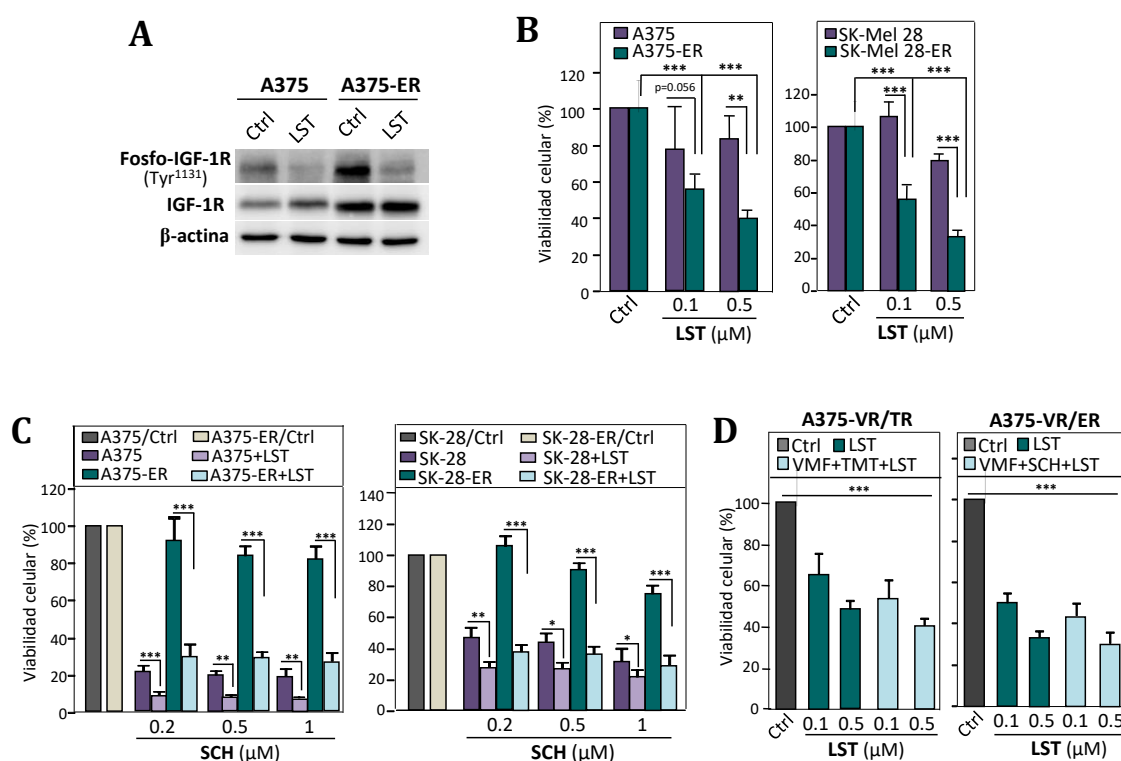 A
A375 A375-ER
Ctrl LST Ctrl LST
Fosfo-IGF-1R
(Tyr1131)
IGF-1R
β-actina
B
A375
A375-ER
Viabilidad celular (%)
120
100
80
60
40
20
0
***
***
p=0.056
**
Ctrl
0.1 0.5
LST (µM)
SK-Mel 28
SK-Mel 28-ER
120
100
80
60
40
20
0
***
***
***
***
Ctrl
0.1 0.5
LST (µM)
C
A375/Ctrl A375-ER/Ctrl
A375 A375+LST
A375-ER A375-ER+LST
Viabilidad celular (%)
120
100
80
60
40
20
0
*** *** ***
*** ** **
0.2 0.5 1
SCH (µM)
SK-28/Ctrl SK-28-ER/Ctrl
SK-28 SK-28+LST
SK-28-ER SK-28-ER+LST
140
120
100
80
60
40
20
0
*** *** ***
** * *
0.2 0.5 1
SCH (µM)
D
A375-VR/TR
Ctrl LST
VMF+TMT+LST
Viabilidad celular (%)
100
80
60
40
20
0
***
Ctrl 0.1 0.5 0.1 0.5
LST (µM)
A375-VR/ER
Ctrl LST
VMF+SCH+LST
***
Ctrl 0.1 0.5 0.1 0.5
LST (µM)